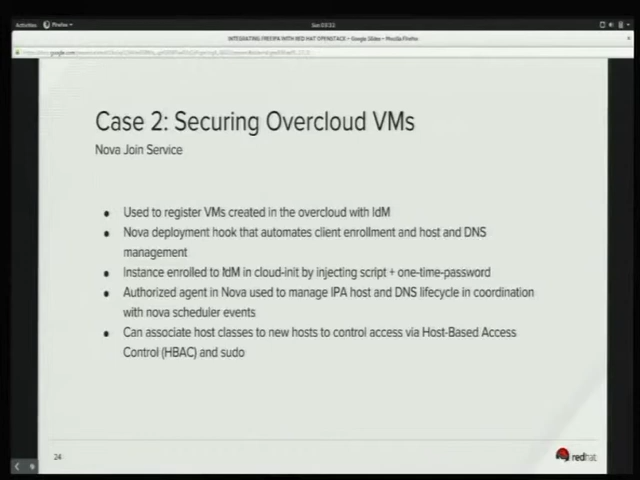 Activities Firefox
INTEGRATING FREEIPA WITH RED HAT OPENSTACK - Google Slides - Mozilla Firefox
Case 2: Securing Overcloud VMs
Nova Join Service
• Used to register VMs created in the overcloud with IdM
• Nova deployment hook that automates client enrollment and host and DNS
management
• Instance enrolled to IdM in cloud-init by injecting script + one-time-password
• Authorized agent in Nova used to manage IPA host and DNS lifecycle in coordination
with nova scheduler events
• Can associate host classes to new hosts to control access via Host-Based Access
Control (HBAC) and sudo
24
redhat